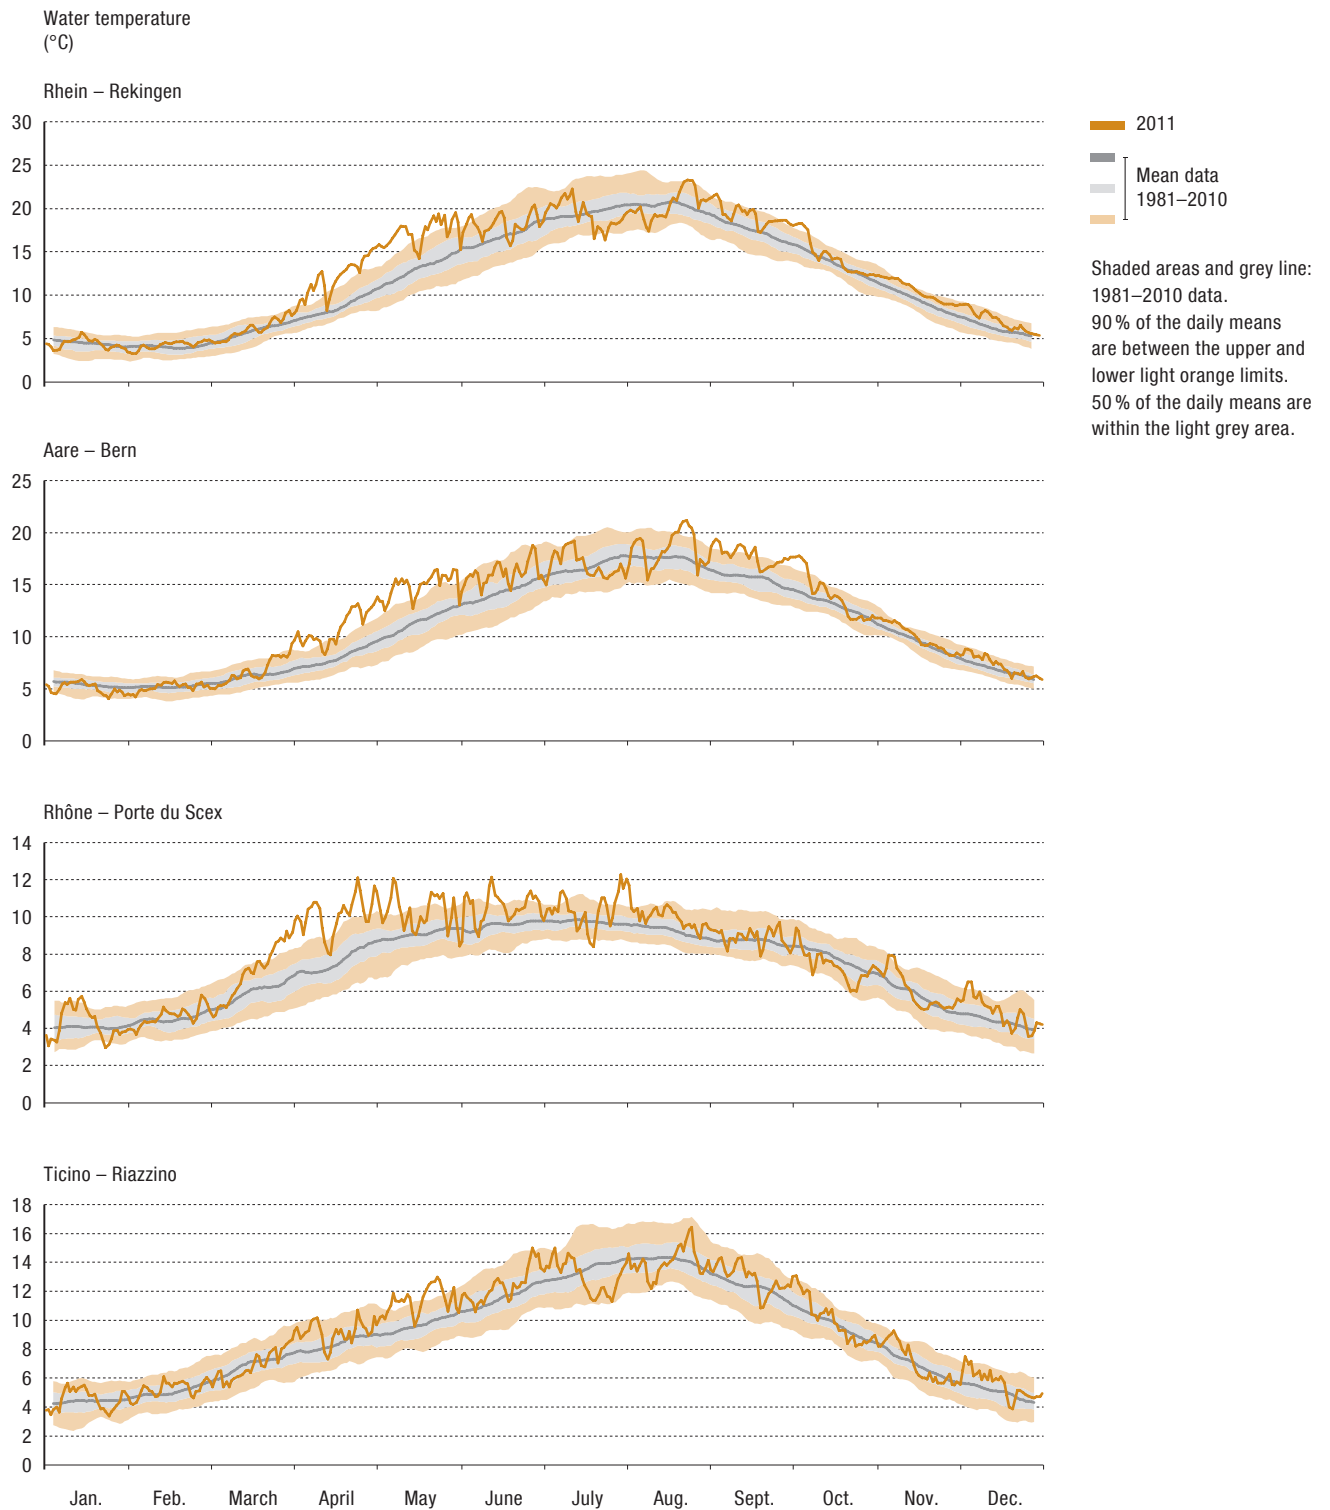 Water temperature
(°C)
Rhein – Rekingen
30
25
20
15
10
5
0
2011
Mean data
1981–2010
Shaded areas and grey line:
1981–2010 data.
90 % of the daily means
are between the upper and
lower light orange limits.
50 % of the daily means are
within the light grey area.
Aare – Bern
25
20
15
10
5
0
Rhône – Porte du Scex
14
12
10
8
6
4
2
0
Ticino – Riazzino
18
16
14
12
10
8
6
4
2
0
Jan. Feb. March April May June July Aug. Sept. Oct. Nov. Dec.